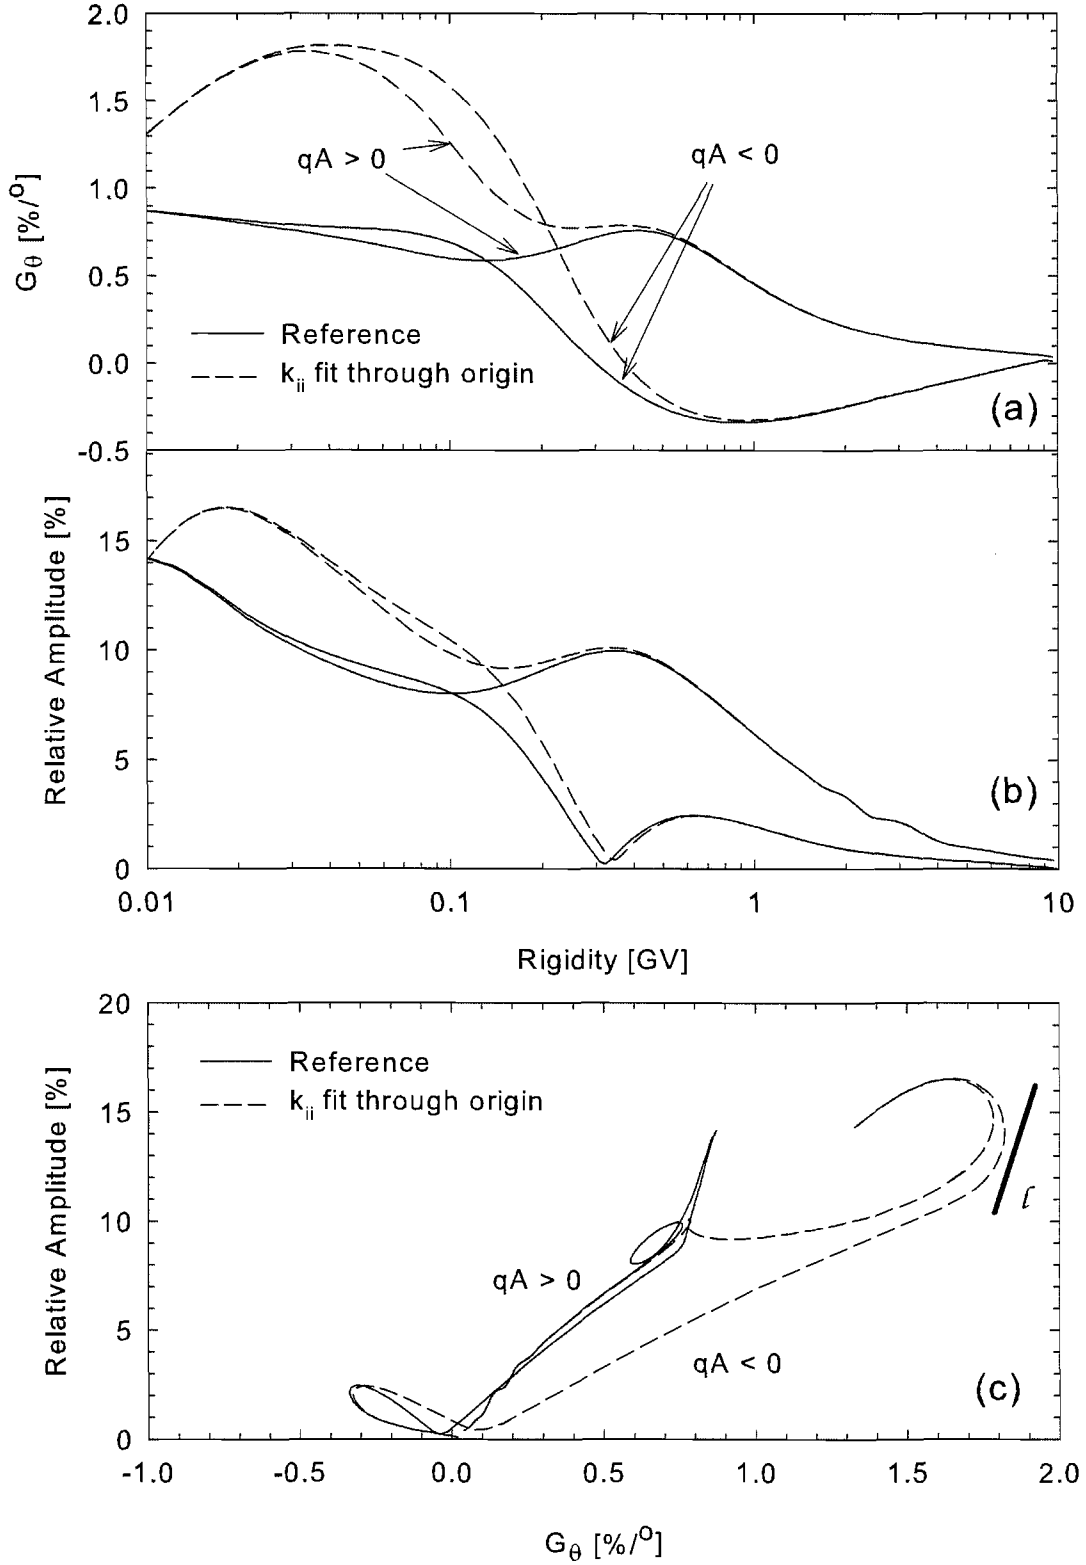 2.0
1.5
1.0
0.5
0.0
-0.5
Gθ [%/o]
qA > 0
qA < 0
Reference
kii fit through origin
(a)
15
10
5
0
Relative Amplitude [%]
(b)
0.01
0.1
1
10
Rigidity [GV]
20
15
10
5
0
Relative Amplitude [%]
Reference
kii fit through origin
qA > 0
qA < 0
(c)
-1.0
-0.5
0.0
0.5
1.0
1.5
2.0
Gθ [%/o]